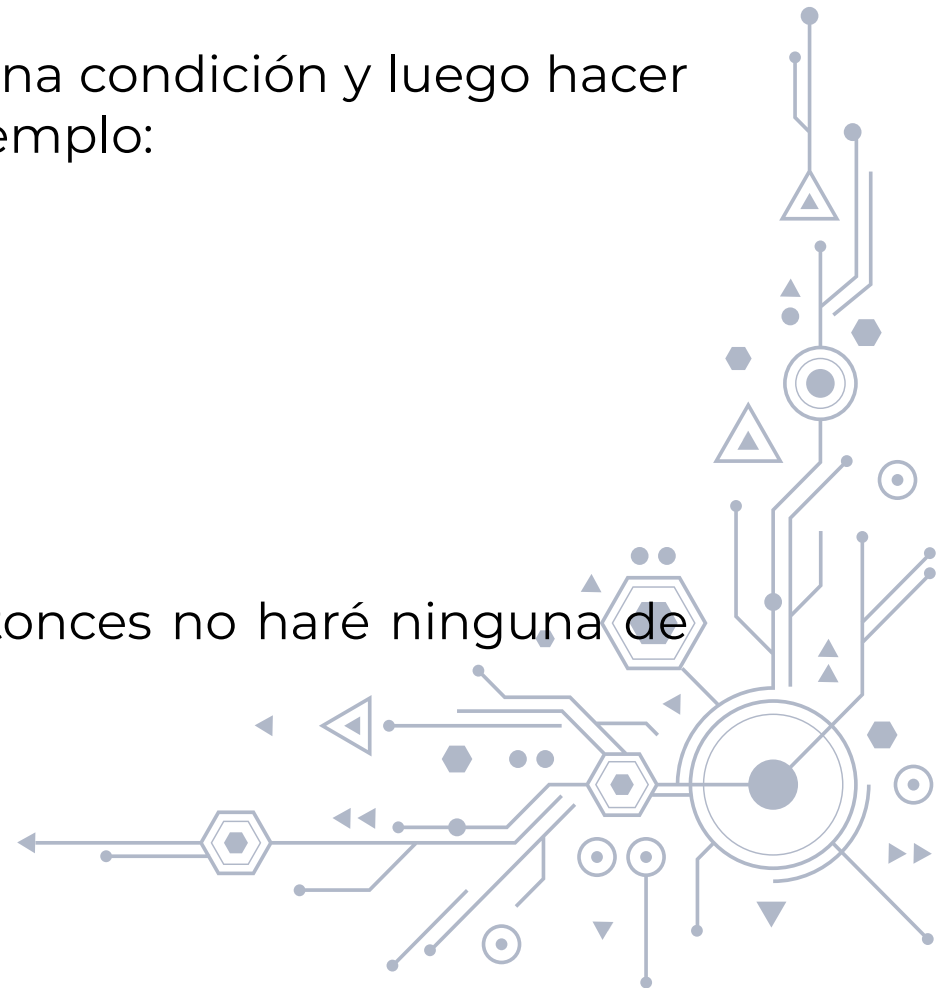 na condición y luego hacer
emplo:
tonces no haré ninguna de